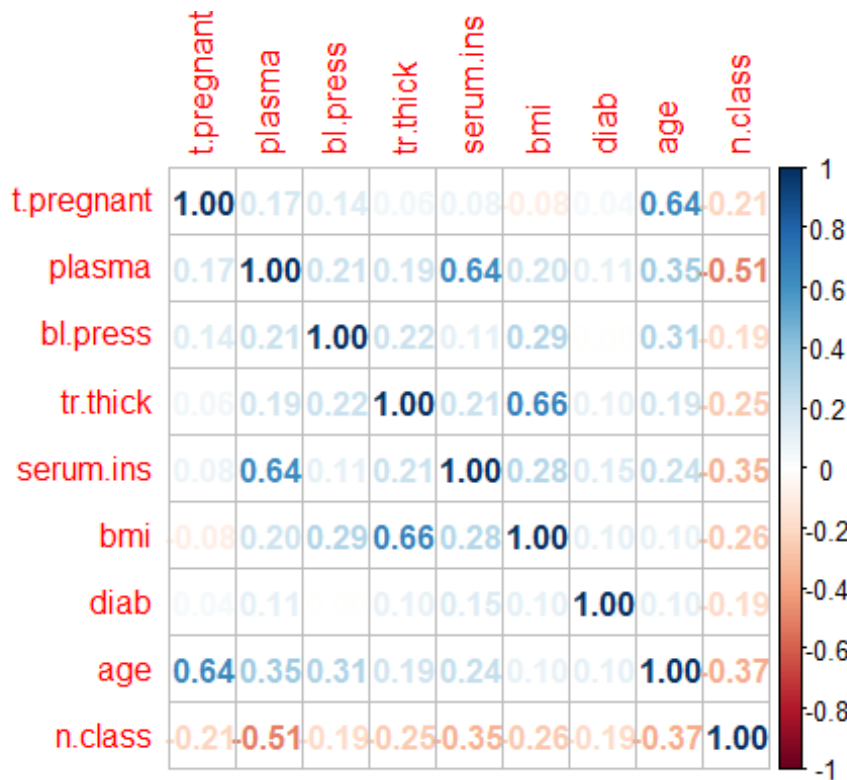 t.pregnant plasma bl.press tr.thick serum.ins bmi diab age n.class
t.pregnant 1.00 0.17 0.14 0.06 0.08 -0.08 0.04 0.64 -0.21
plasma 0.17 1.00 0.21 0.19 0.64 0.20 0.11 0.35 -0.51
bl.press 0.14 0.21 1.00 0.22 0.11 0.29 0.31 -0.19
tr.thick 0.06 0.19 0.22 1.00 0.21 0.66 0.10 0.19 -0.25
serum.ins 0.08 0.64 0.11 0.21 1.00 0.28 0.15 0.24 -0.35
bmi -0.08 0.20 0.29 0.66 0.28 1.00 0.10 0.10 -0.26
diab 0.04 0.11 0.10 0.15 0.10 1.00 0.10 -0.19
age 0.64 0.35 0.31 0.19 0.24 0.10 0.10 1.00 -0.37
n.class -0.21 -0.51 -0.19 -0.25 -0.35 -0.26 -0.19 -0.37 1.00
1
0.8
0.6
0.4
0.2
0
-0.2
-0.4
-0.6
-0.8
-1